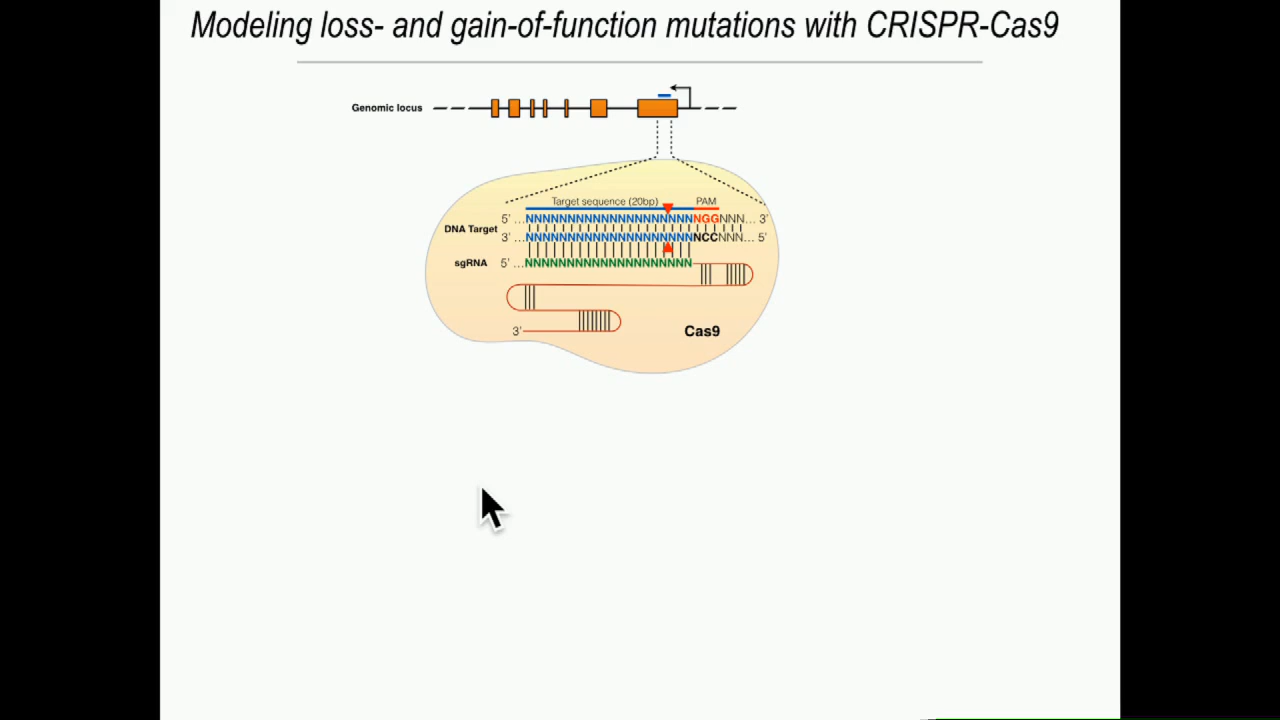 Modeling loss- and gain-of-function mutations with CRISPR-Cas9
Genomic locus
Target sequence (20bp) PAM
5' ...NNNNNNNNNNNNNNNNNNNNNGGNNN... 3'
DNA Target
3' ...NNNNNNNNNNNNNNNNNNNNNCCNNN... 5'
sgRNA 5' ...NNNNNNNNNNNNNNNNNNNN
3'
Cas9